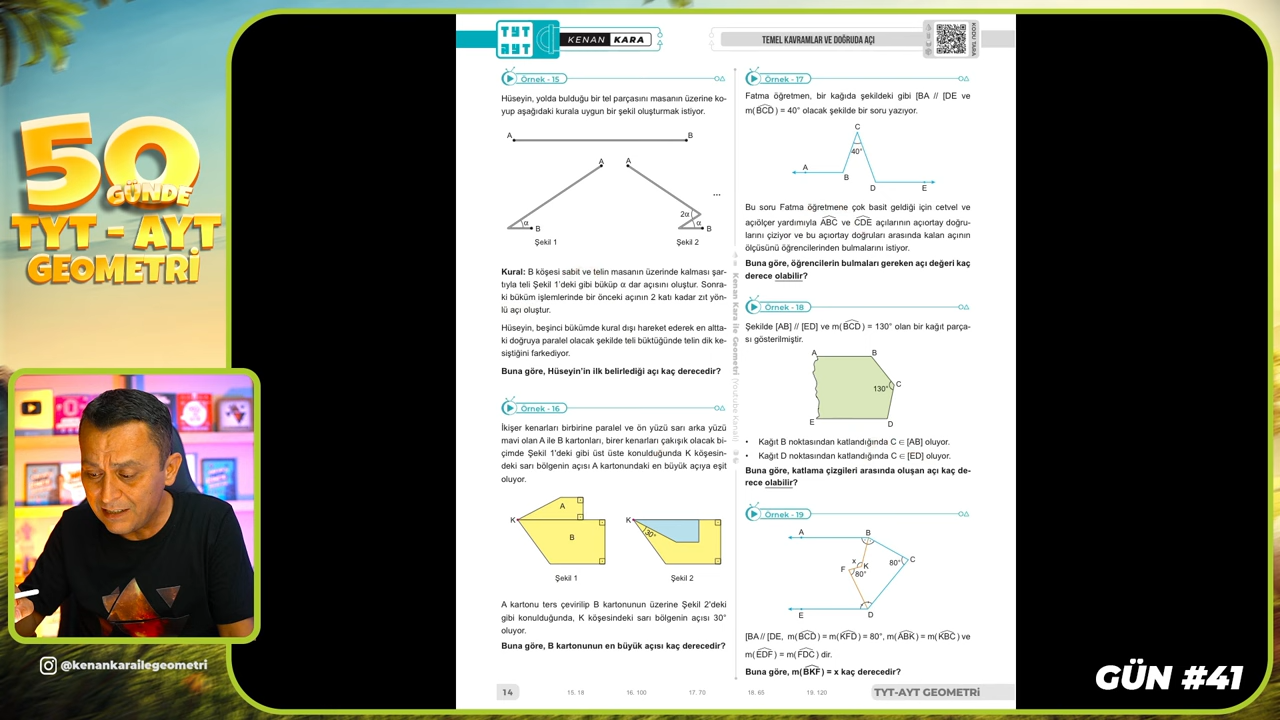 50
GÜNDE
TYT - AYT
GEOMETRİ
@kenankarailegeometri
GÜN #41
TYT
AYT
KENAN KARA
TEMEL KAVRAMLAR VE DOĞRUDA AÇI
KODU TARA
Örnek - 15
Hüseyin, yolda bulduğu bir tel parçasını masanın üzerine ko-
yup aşağıdaki kurala uygun bir şekil oluşturmak istiyor.
A B
A A
2α ...
α B α B
Şekil 1 Şekil 2
Kural: B köşesi sabit ve telin masanın üzerinde kalması şar-
tıyla teli Şekil 1'deki gibi büküp α dar açısını oluştur. Sonra-
ki büküm işlemlerinde bir önceki açının 2 katı kadar zıt yön-
lü açı oluştur.
Hüseyin, beşinci bükümde kural dışı hareket ederek en altta-
ki doğruya paralel olacak şekilde teli büktüğünde telin dik ke-
siştiğini farkediyor.
Buna göre, Hüseyin'in ilk belirlediği açı kaç derecedir?
Örnek - 16
İkişer kenarları birbirine paralel ve ön yüzü sarı arka yüzü
mavi olan A ile B kartonları, birer kenarları çakışık olacak bi-
çimde Şekil 1'deki gibi üst üste konulduğunda K köşesin-
deki sarı bölgenin açısı A kartonundaki en büyük açıya eşit
oluyor.
A
K K
B 30°
Şekil 1 Şekil 2
A kartonu ters çevirilip B kartonunun üzerine Şekil 2'deki
gibi konulduğunda, K köşesindeki sarı bölgenin açısı 30°
oluyor.
Buna göre, B kartonunun en büyük açısı kaç derecedir?
Kenan Kara ile Geometri (Youtube Kanalı)
Örnek - 17
Fatma öğretmen, bir kağıda şekildeki gibi [BA // [DE ve
m(BCD) = 40° olacak şekilde bir soru yazıyor.
C
40°
A B
D E
Bu soru Fatma öğretmene çok basit geldiği için cetvel ve
açıölçer yardımıyla ABC ve CDE açılarının açıortay doğru-
larını çiziyor ve bu açıortay doğruları arasında kalan açının
ölçüsünü öğrencilerinden bulmalarını istiyor.
Buna göre, öğrencilerin bulmaları gereken açı değeri kaç
derece olabilir?
Örnek - 18
Şekilde [AB] // [ED] ve m(BCD) = 130° olan bir kağıt parça-
sı gösterilmiştir.
A B
130° C
E D
• Kağıt B noktasından katlandığında C ∈ [AB] oluyor.
• Kağıt D noktasından katlandığında C ∈ [ED] oluyor.
Buna göre, katlama çizgileri arasında oluşan açı kaç de-
rece olabilir?
Örnek - 19
A B
F x K 80° C
80°
E D
[BA // [DE, m(BCD) = m(KFD) = 80°, m(ABK) = m(KBC) ve
m(EDF) = m(FDC) dir.
Buna göre, m(BKF) = x kaç derecedir?
14 15. 18 16. 100 17. 70 18. 65 19. 120 TYT-AYT GEOMETRİ